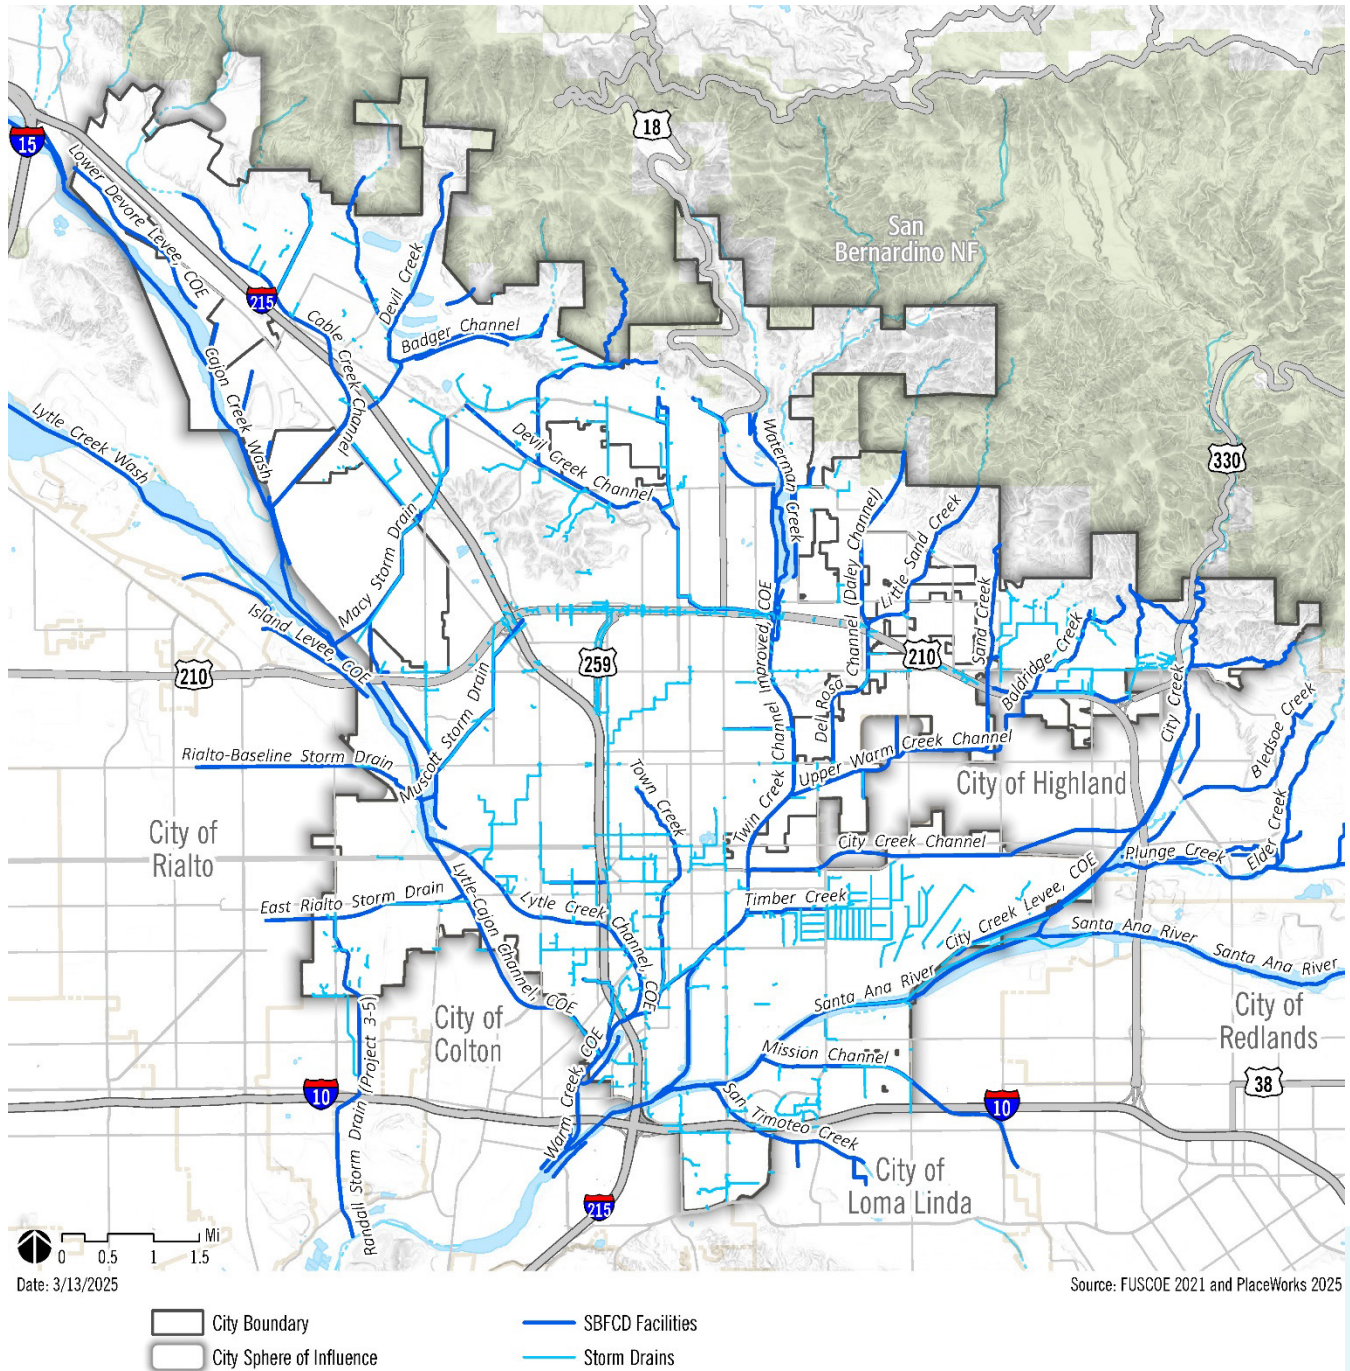 18
15
San
Bernardino NF
Lower Devore Levee, COE
Devil Creek
215
Cable Creek Channel
Badger Channel
Cajon Creek Wash
Lytle Creek Wash
Devil Creek Channel
Waterman Creek
330
Macy Storm Drain
Del Rosa Channel (Daley Channel)
Little Sand Creek
Island Levee, COE
Twin Creek Channel Improved, COE
Sand Creek
Baldridge Creek
210
259
210
City Creek
Muscott Storm Drain
Rialto-Baseline Storm Drain
Upper Warm Creek Channel
Bledsoe Creek
Town Creek
City of Highland
City of
Rialto
City Creek Channel
Plunge Creek
Elder Creek
East Rialto Storm Drain
Lytle Creek Channel, COE
Timber Creek
City Creek Levee, COE
Lytle-Cajon Channel, COE
Santa Ana River
Santa Ana River
Santa Ana River
City of
Colton
City of
Redlands
Mission Channel
Warm Creek, COE
10
San Timoteo Creek
10
38
Randall Storm Drain (Project 3-5)
City of
Loma Linda
215
0 0.5 1 1.5
Mi
Date: 3/13/2025
Source: FUSCOE 2021 and PlaceWorks 2025
City Boundary
SBFCD Facilities
City Sphere of Influence
Storm Drains